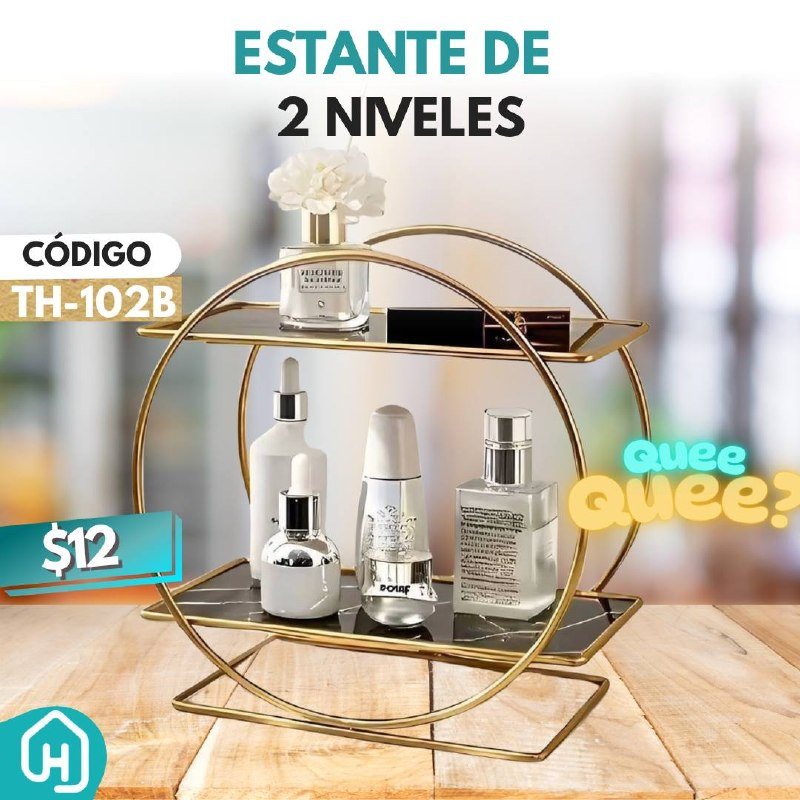 ESTANTE DE
2 NIVELES
CÓDIGO
TH-102B
Quee
Quee?
$12